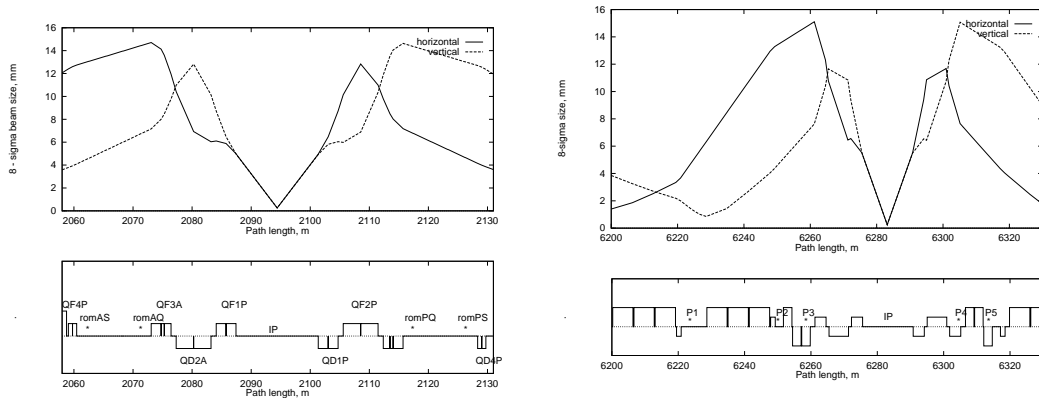 16
14
12
10
8
6
4
2
0
8 - sigma beam size, mm
horizontal
vertical
2060 2070 2080 2090 2100 2110 2120 2130
Path length, m
QF4P QF3A QF1P QF2P
romAS romAQ IP romPQ romPS
QD2A QD1P QD4P
2060 2070 2080 2090 2100 2110 2120 2130
Path length, m
16
14
12
10
8
6
4
2
0
8-sigma size, mm
horizontal
vertical
6200 6220 6240 6260 6280 6300 6320
Path length, m
P1 P2 P3 IP P4 P5
6200 6220 6240 6260 6280 6300 6320
Path length, m